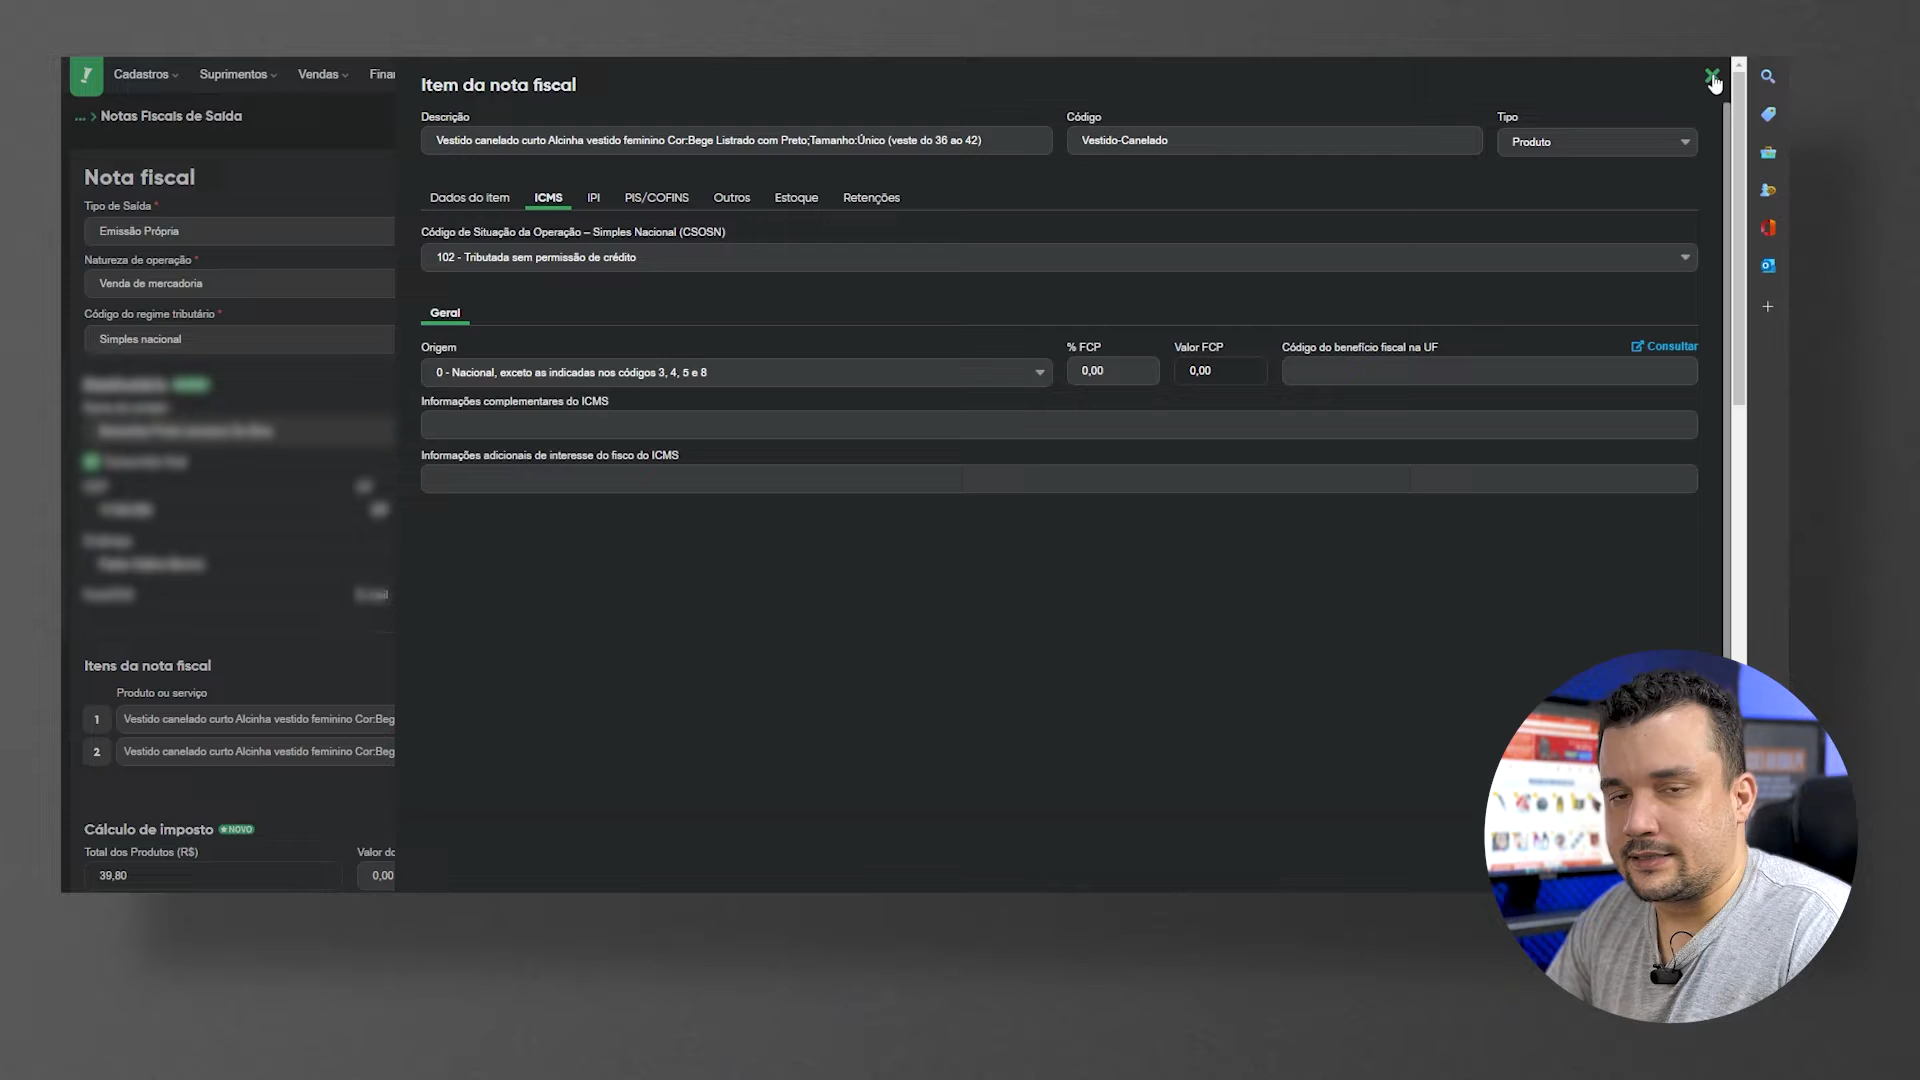 Cadastros
Suprimentos
Vendas
Finar
... > Notas Fiscais de Saída
Nota fiscal
Tipo de Saída *
Emissão Própria
Natureza de operação *
Venda de mercadoria
Código do regime tributário *
Simples nacional
Itens da nota fiscal
Produto ou serviço
1 Vestido canelado curto Alcinha vestido feminino Cor:Beg
2 Vestido canelado curto Alcinha vestido feminino Cor:Beg
Cálculo de imposto ★NOVO
Total dos Produtos (R$) Valor do
39,80 0,00
Item da nota fiscal
Descrição Código Tipo
Vestido canelado curto Alcinha vestido feminino Cor:Bege Listrado com Preto;Tamanho:Único (veste do 36 ao 42) Vestido-Canelado Produto
Dados do item ICMS IPI PIS/COFINS Outros Estoque Retenções
Código de Situação da Operação – Simples Nacional (CSOSN)
102 - Tributada sem permissão de crédito
Geral
Origem % FCP Valor FCP Código do benefício fiscal na UF Consultar
0 - Nacional, exceto as indicadas nos códigos 3, 4, 5 e 8 0,00 0,00
Informações complementares do ICMS
Informações adicionais de interesse do fisco do ICMS